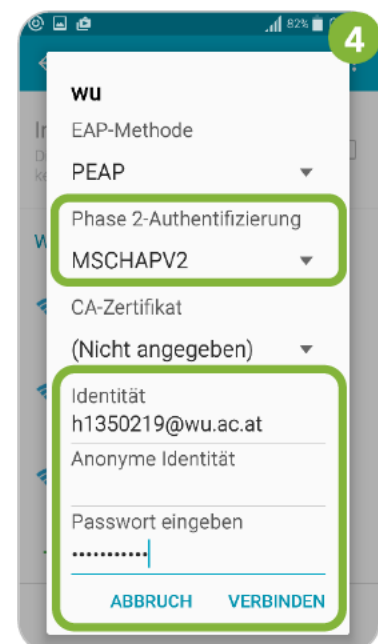 82%
4
wu
EAP-Methode
PEAP
Phase 2-Authentifizierung
MSCHAPV2
CA-Zertifikat
(Nicht angegeben)
Identität
h1350219@wu.ac.at
Anonyme Identität
Passwort eingeben
•••••••••••
ABBRUCH VERBINDEN